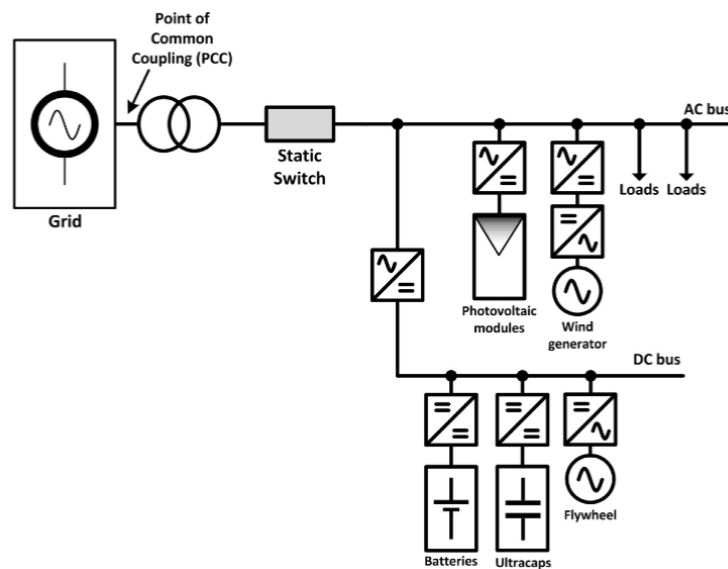 Point of
Common
Coupling (PCC)
Grid
Static
Switch
AC bus
Loads Loads
Photovoltaic
modules
Wind
generator
DC bus
Batteries
Ultracaps
Flywheel